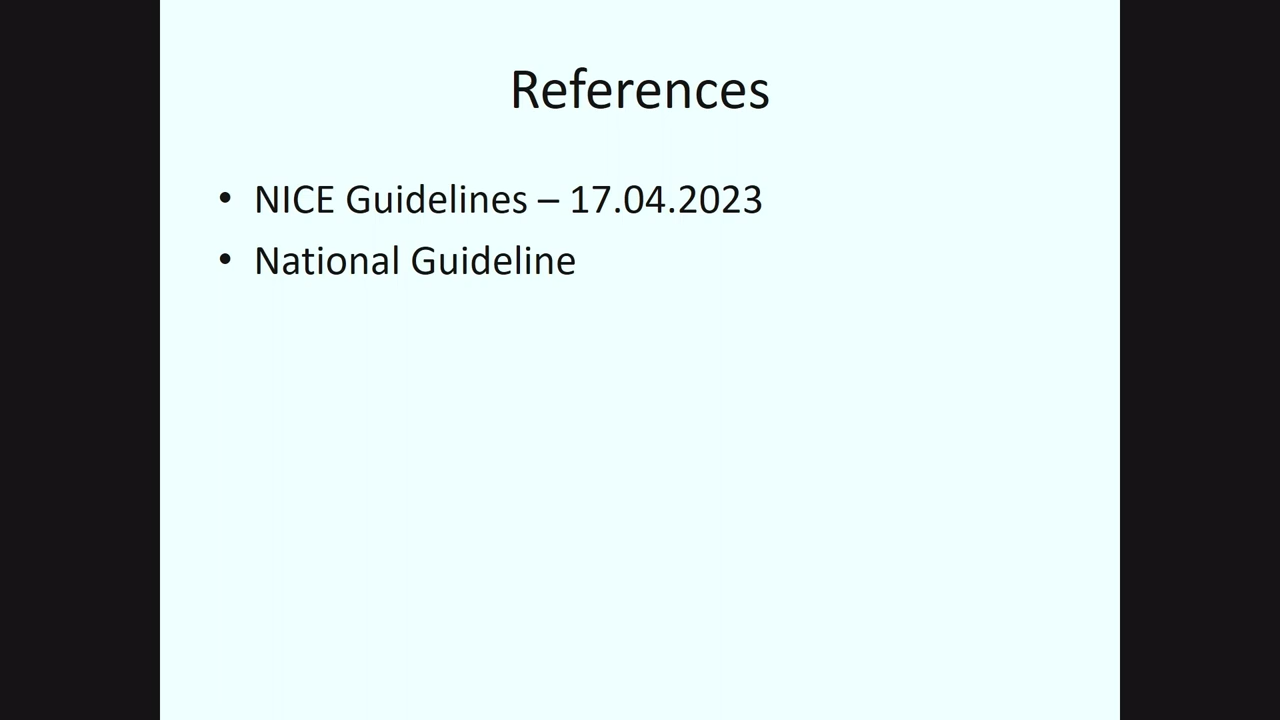 References
• NICE Guidelines – 17.04.2023
• National Guideline